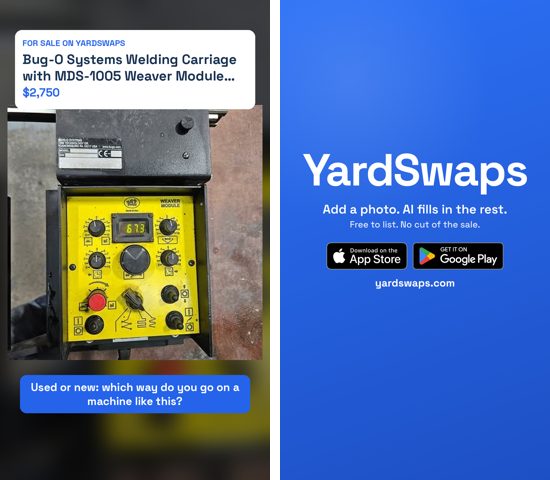 FOR SALE ON YARDSWAPS
Bug-O Systems Welding Carriage
with MDS-1005 Weaver Module...
$2,750
WEAVER
MODULE
67.3
Used or new: which way do you go on a
machine like this?
YardSwaps
Add a photo. AI fills in the rest.
Free to list. No cut of the sale.
Download on the
App Store
GET IT ON
Google Play
yardswaps.com